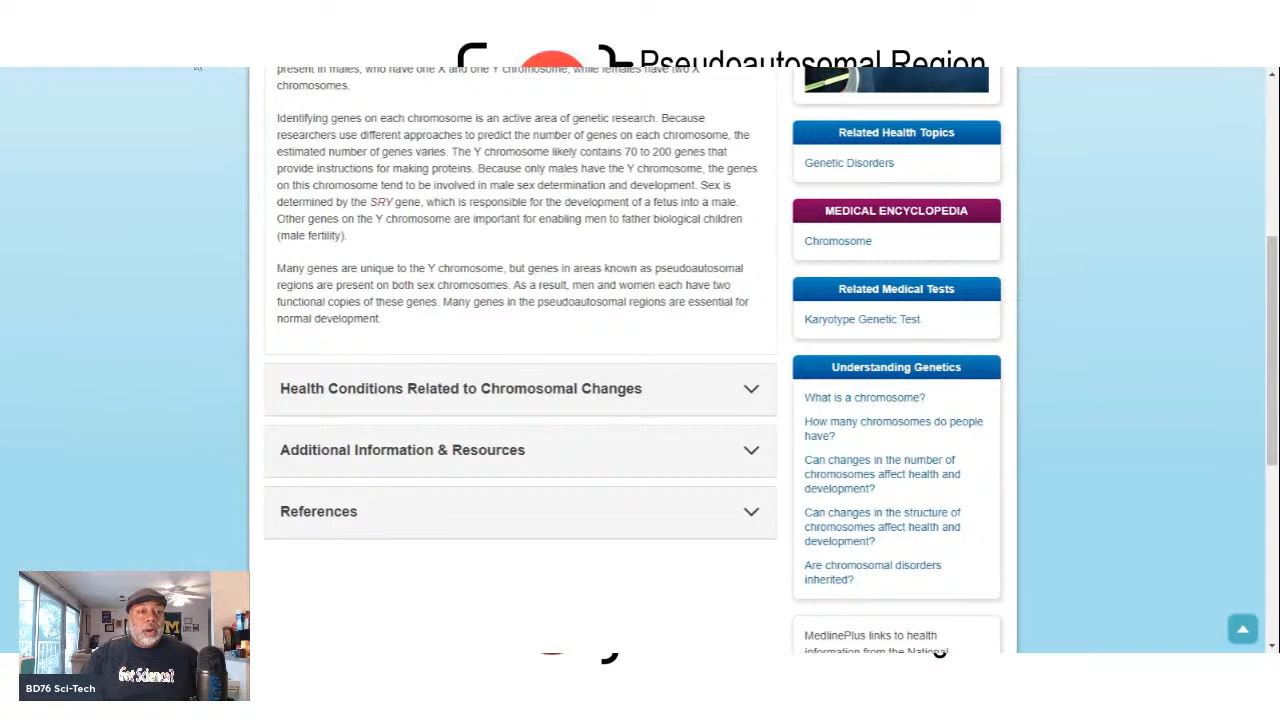 Pseudoautosomal Region
present in males, who have one X and one Y chromosome, while females have two X
chromosomes.
Identifying genes on each chromosome is an active area of genetic research. Because
researchers use different approaches to predict the number of genes on each chromosome, the
estimated number of genes varies. The Y chromosome likely contains 70 to 200 genes that
provide instructions for making proteins. Because only males have the Y chromosome, the genes
on this chromosome tend to be involved in male sex determination and development. Sex is
determined by the SRY gene, which is responsible for the development of a fetus into a male.
Other genes on the Y chromosome are important for enabling men to father biological children
(male fertility).
Many genes are unique to the Y chromosome, but genes in areas known as pseudoautosomal
regions are present on both sex chromosomes. As a result, men and women each have two
functional copies of these genes. Many genes in the pseudoautosomal regions are essential for
normal development.
Health Conditions Related to Chromosomal Changes
Additional Information & Resources
References
Related Health Topics
Genetic Disorders
MEDICAL ENCYCLOPEDIA
Chromosome
Related Medical Tests
Karyotype Genetic Test
Understanding Genetics
What is a chromosome?
How many chromosomes do people
have?
Can changes in the number of
chromosomes affect health and
development?
Can changes in the structure of
chromosomes affect health and
development?
Are chromosomal disorders
inherited?
MedlinePlus links to health
information from the National
Got Science?
M
BD76 Sci-Tech